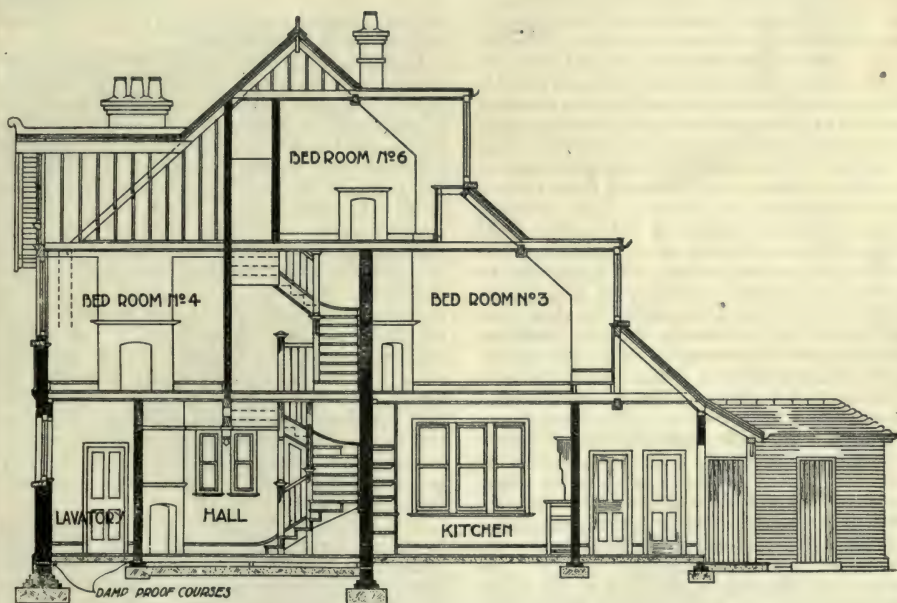 BED ROOM No6
BED ROOM No4
BED ROOM No3
LAVATORY
HALL
KITCHEN
DAMP PROOF COURSES